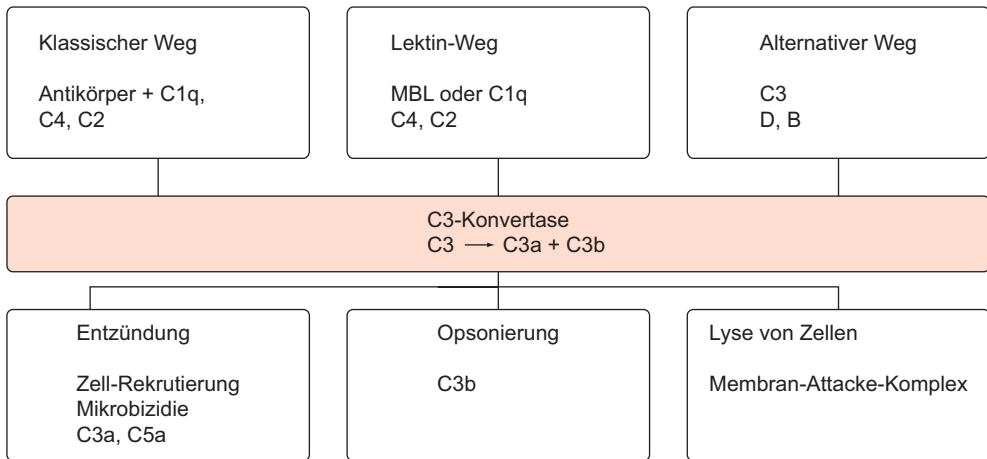 Klassischer Weg
Antikörper + C1q,
C4, C2
Lektin-Weg
MBL oder C1q
C4, C2
Alternativer Weg
C3
D, B
C3-Konvertase
C3 → C3a + C3b
Entzündung
Zell-Rekrutierung
Mikrobizidie
C3a, C5a
Opsonierung
C3b
Lyse von Zellen
Membran-Attacke-Komplex